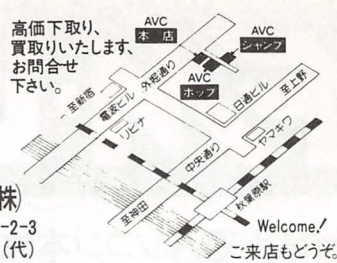 高価下取り、
買取りいたします、
お問合せ
下さい。
AVC
本店
AVC
シャンプ
AVC
ホップ
外堀通り
至新宿
電波ビル
リビナ
日通ビル
至上野
ヤマギワ
中央通り
至神田
秋葉原駅
株)
-2-3
(代)
Welcome!
ご来店もどうぞ。